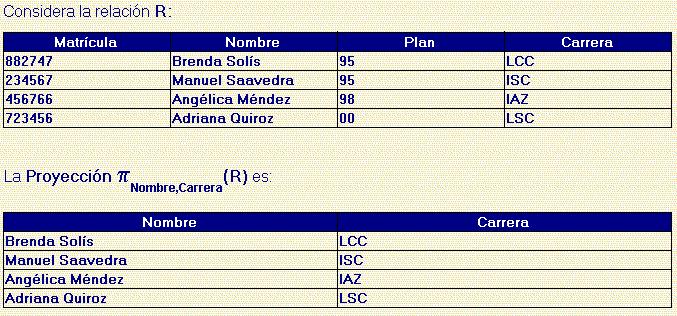 Considera la relación R:
Matrícula Nombre Plan Carrera
882747 Brenda Solís 95 LCC
234567 Manuel Saavedra 95 ISC
456766 Angélica Méndez 98 IAZ
723456 Adriana Quiroz 00 LSC
La Proyección π Nombre,Carrera (R) es:
Nombre Carrera
Brenda Solís LCC
Manuel Saavedra ISC
Angélica Méndez IAZ
Adriana Quiroz LSC